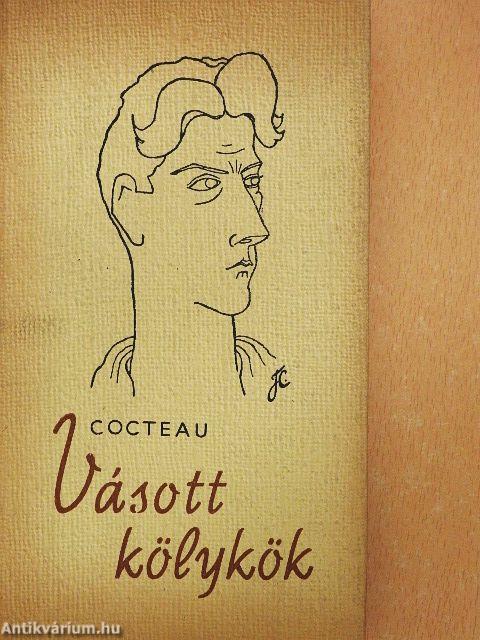 JC
COCTEAU
Vásott
kölykök
Antikvárium.hu